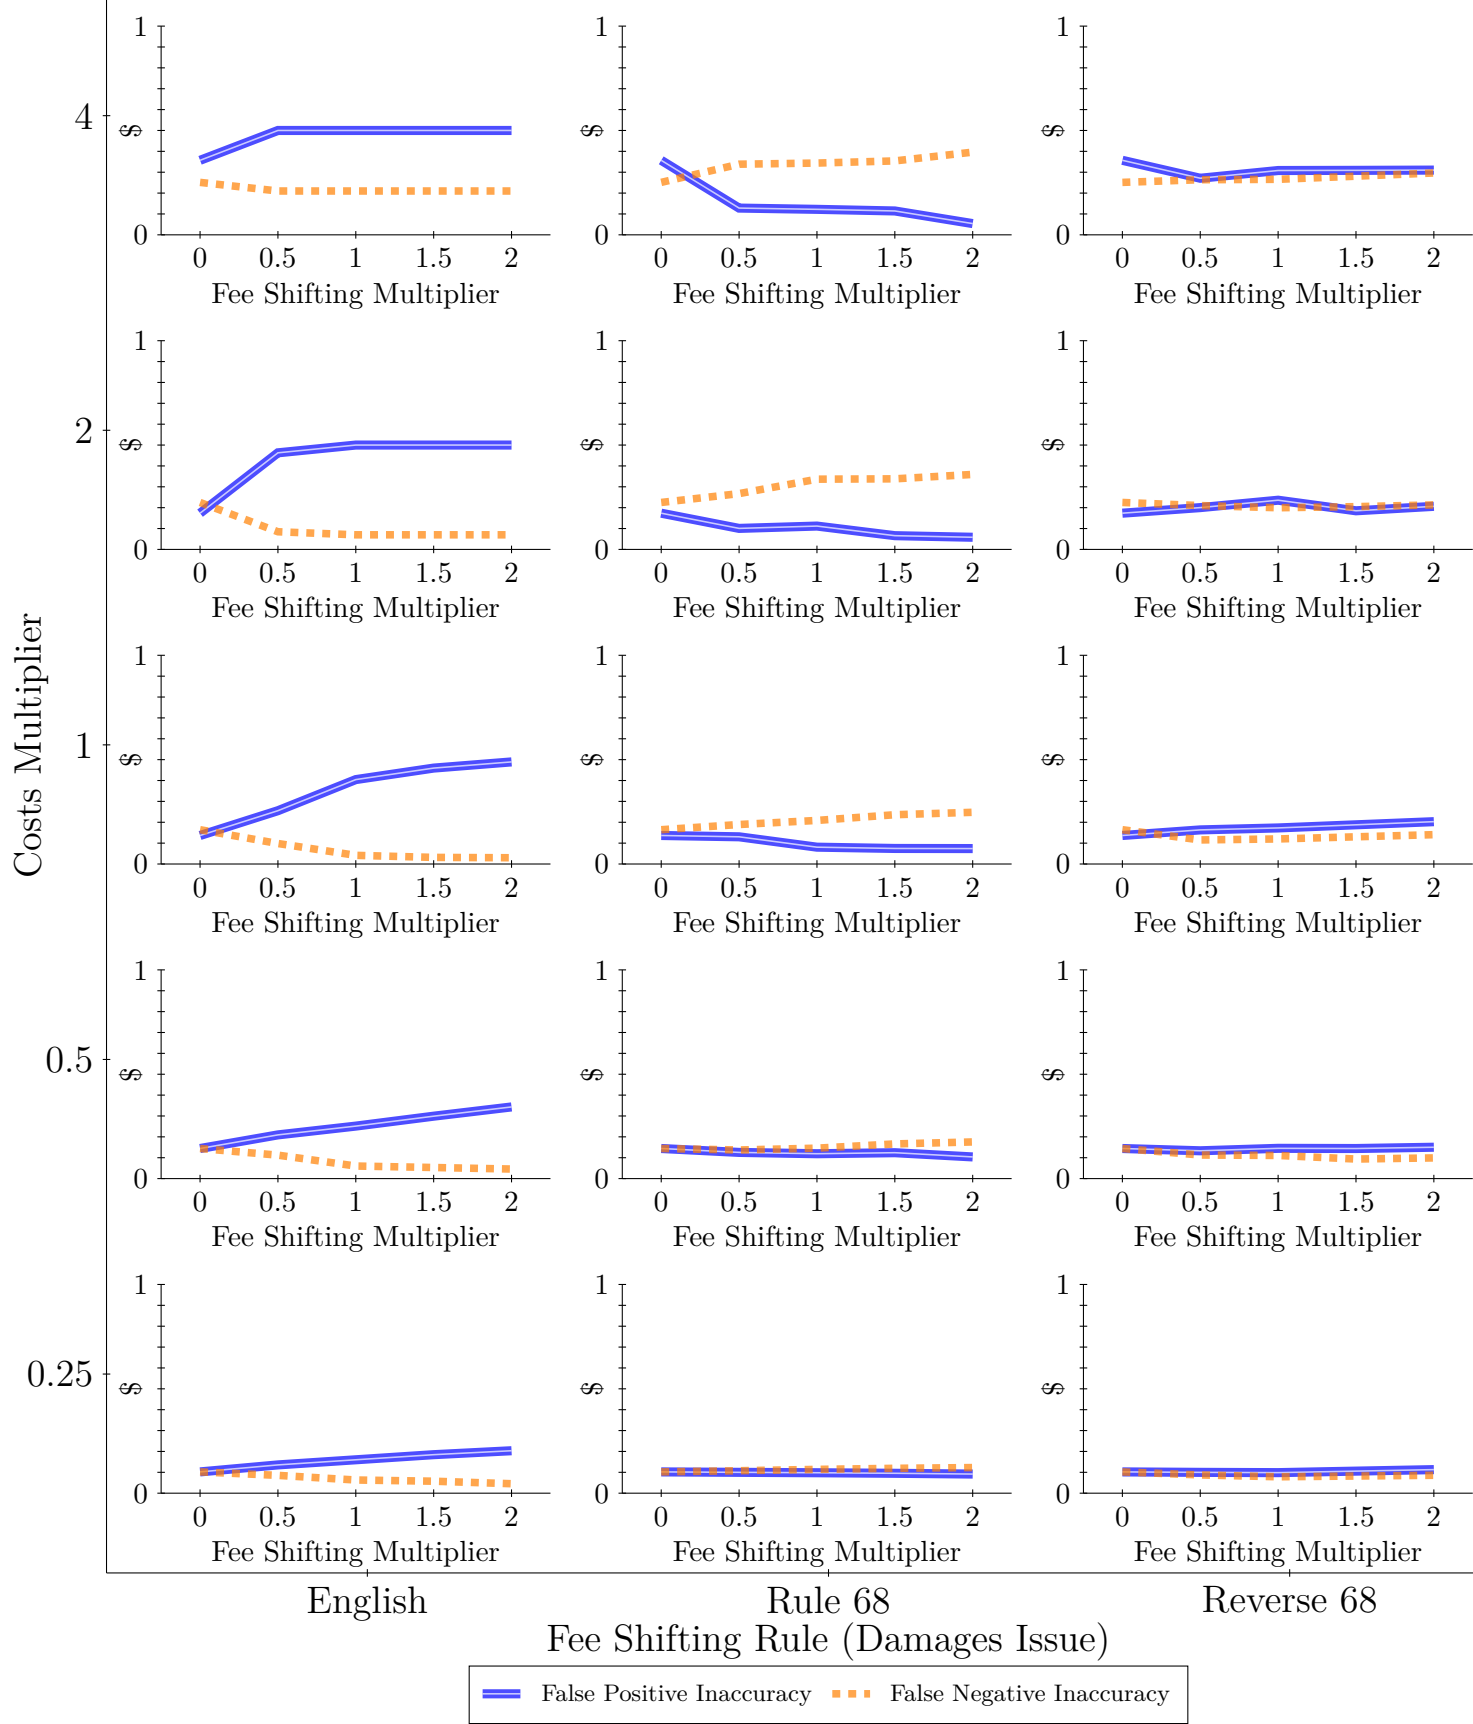 Costs Multiplier
4
1
$
0
0 0.5 1 1.5 2
Fee Shifting Multiplier
1
$
0
0 0.5 1 1.5 2
Fee Shifting Multiplier
1
$
0
0 0.5 1 1.5 2
Fee Shifting Multiplier
2
1
$
0
0 0.5 1 1.5 2
Fee Shifting Multiplier
1
$
0
0 0.5 1 1.5 2
Fee Shifting Multiplier
1
$
0
0 0.5 1 1.5 2
Fee Shifting Multiplier
1
1
$
0
0 0.5 1 1.5 2
Fee Shifting Multiplier
1
$
0
0 0.5 1 1.5 2
Fee Shifting Multiplier
1
$
0
0 0.5 1 1.5 2
Fee Shifting Multiplier
0.5
1
$
0
0 0.5 1 1.5 2
Fee Shifting Multiplier
1
$
0
0 0.5 1 1.5 2
Fee Shifting Multiplier
1
$
0
0 0.5 1 1.5 2
Fee Shifting Multiplier
0.25
1
$
0
0 0.5 1 1.5 2
Fee Shifting Multiplier
1
$
0
0 0.5 1 1.5 2
Fee Shifting Multiplier
1
$
0
0 0.5 1 1.5 2
Fee Shifting Multiplier
English Rule 68 Reverse 68
Fee Shifting Rule (Damages Issue)
False Positive Inaccuracy False Negative Inaccuracy